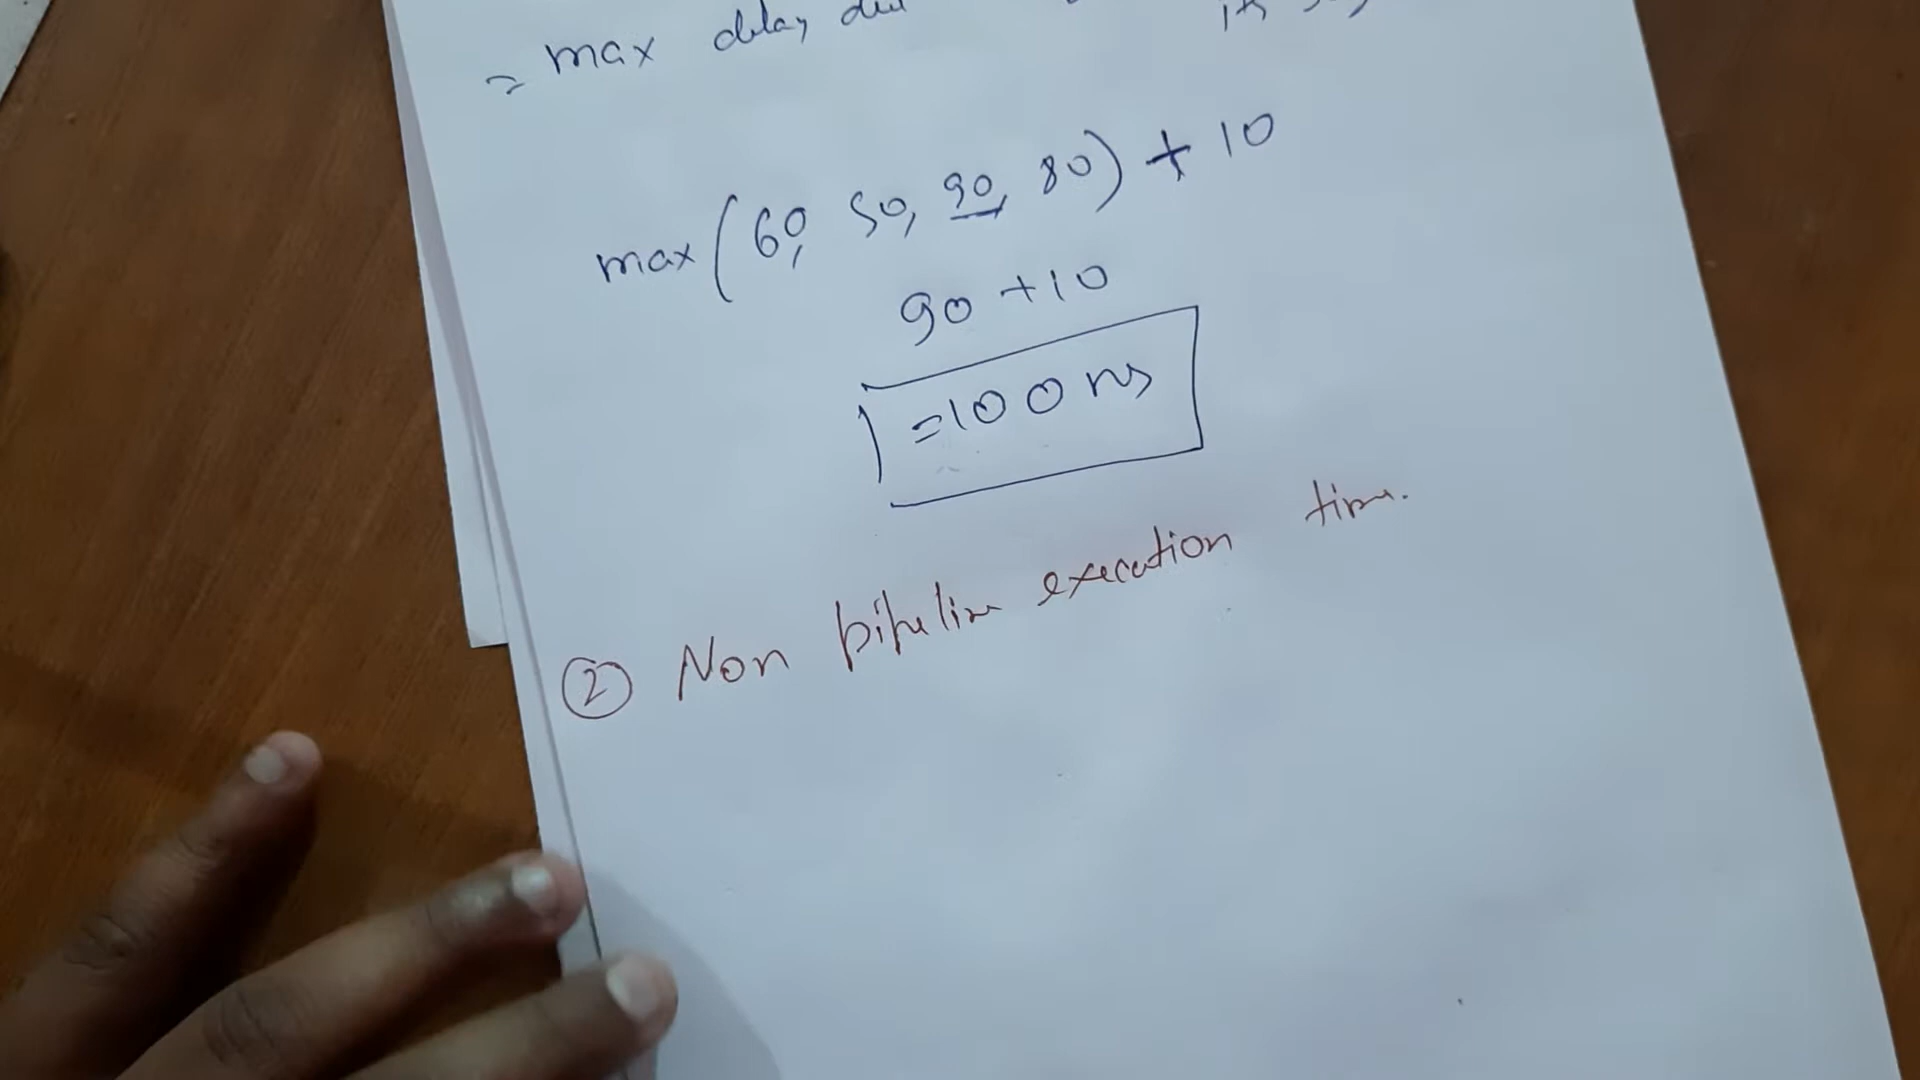 = max delay
max (60, 50, 90, 80) + 10
90 + 10
= 100 ns
② Non pipeline execution time.